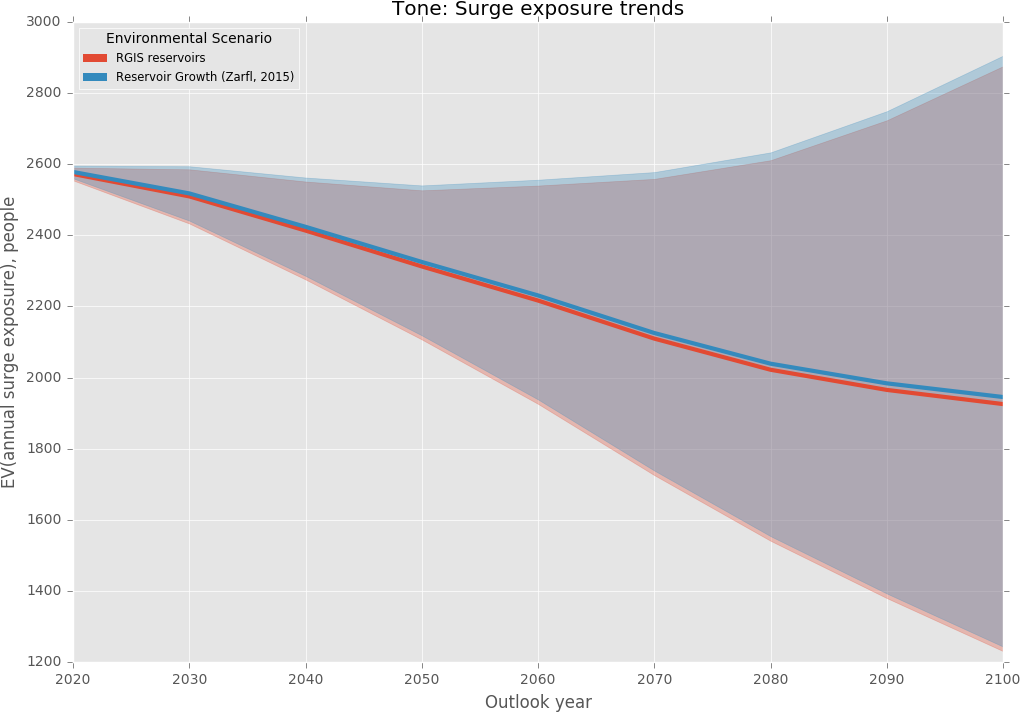 Tone: Surge exposure trends
Environmental Scenario
RGIS reservoirs
Reservoir Growth (Zarfl, 2015)
EV(annual surge exposure), people
3000
2800
2600
2400
2200
2000
1800
1600
1400
1200
2020 2030 2040 2050 2060 2070 2080 2090 2100
Outlook year